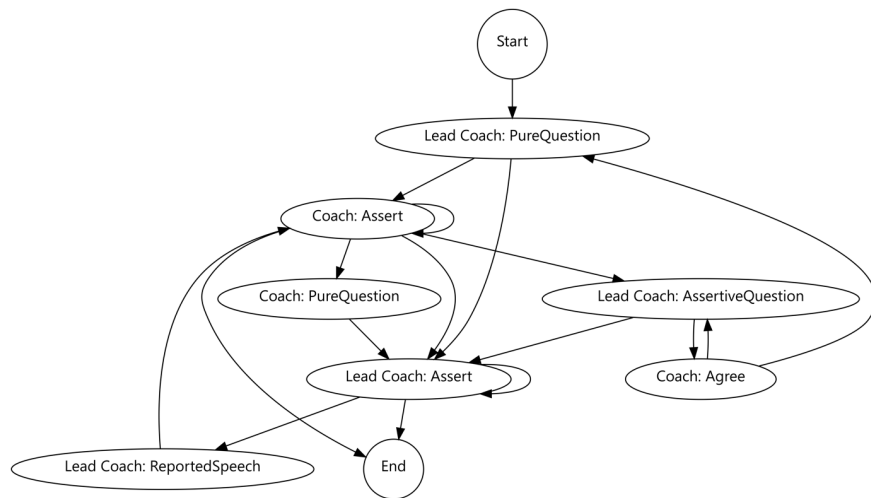 Start
Lead Coach: PureQuestion
Coach: Assert
Coach: PureQuestion
Lead Coach: AssertiveQuestion
Lead Coach: Assert
Coach: Agree
Lead Coach: ReportedSpeech
End